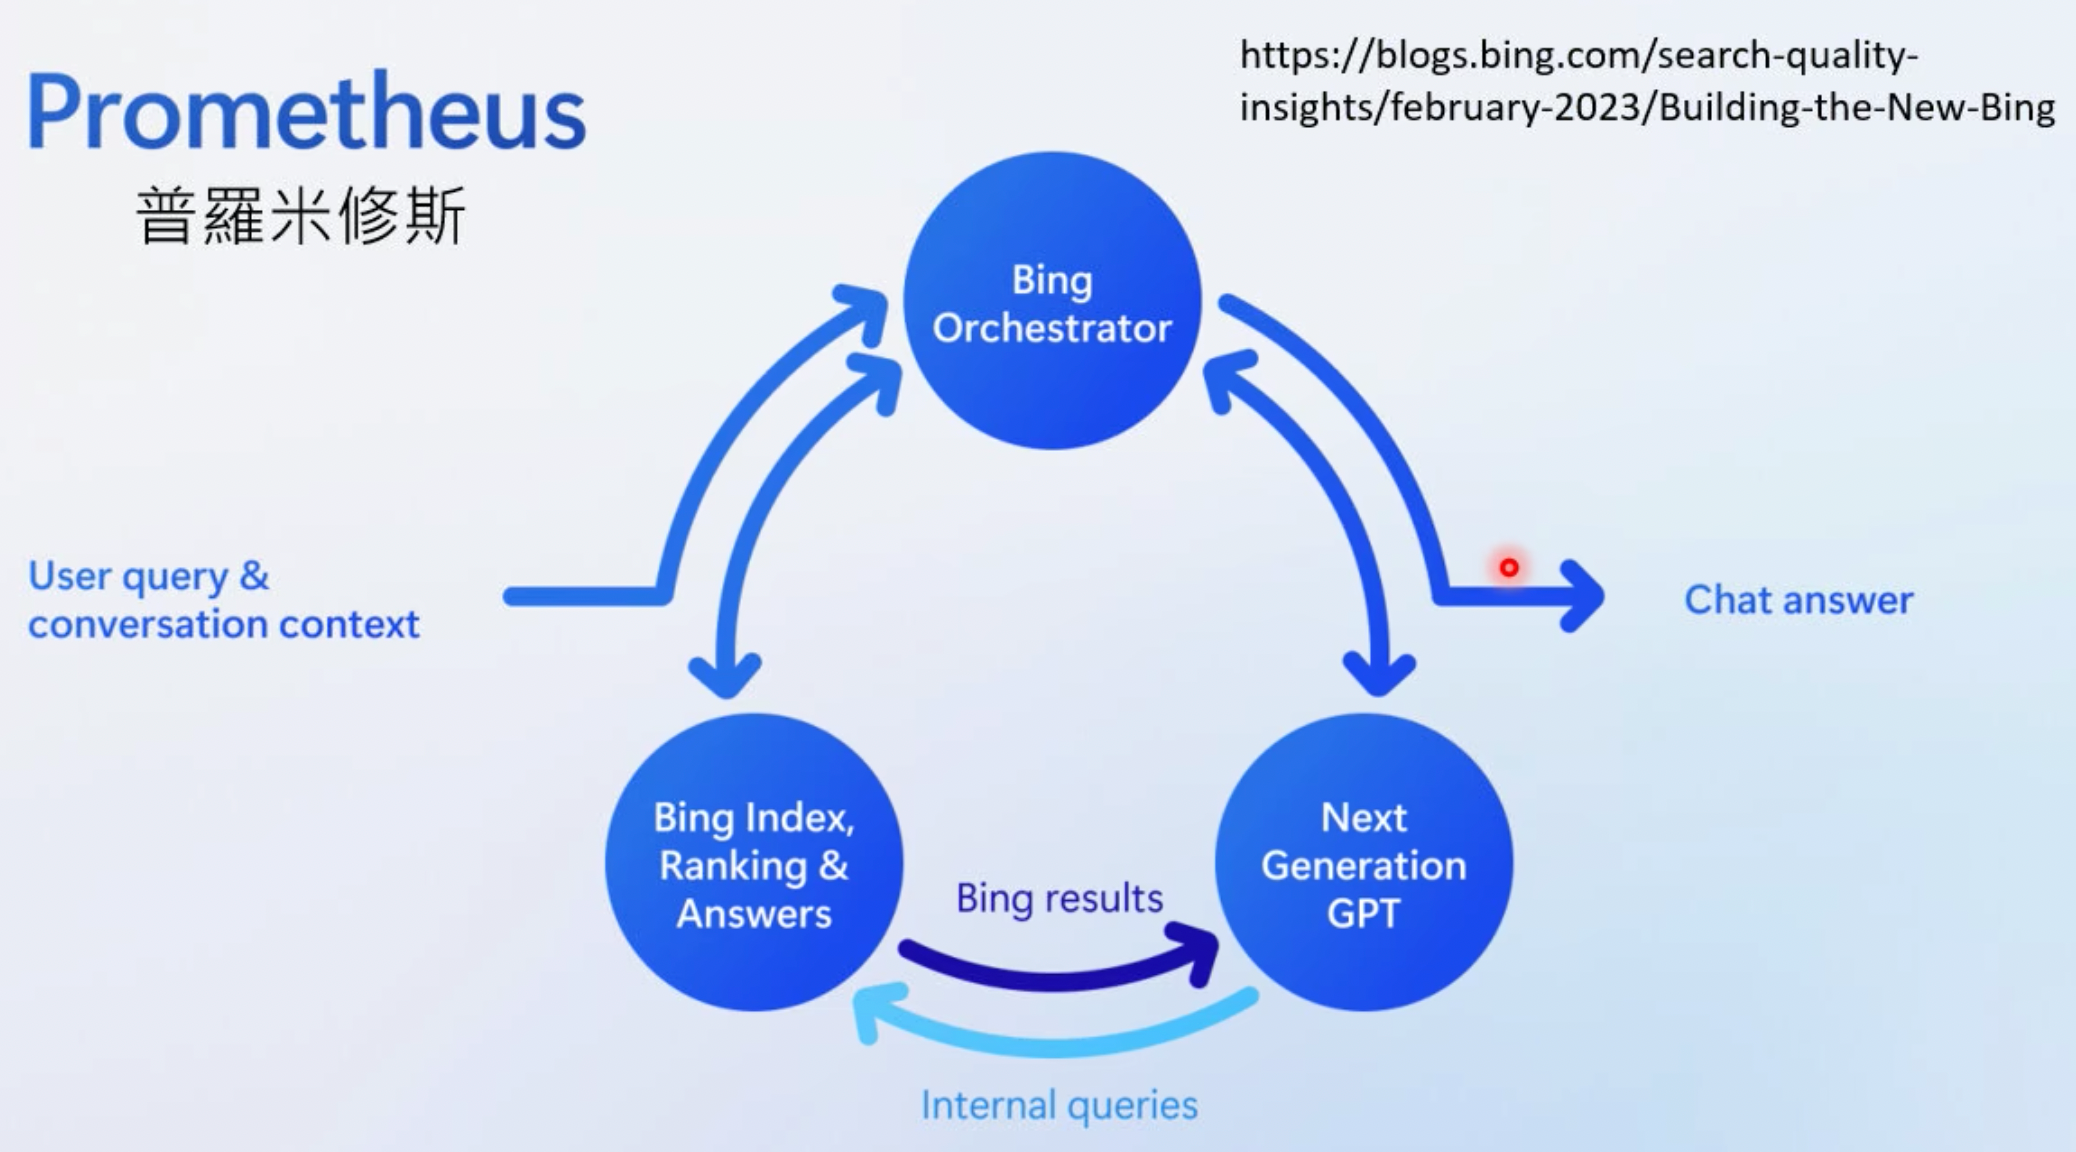 https://blogs.bing.com/search-quality-
insights/february-2023/Building-the-New-Bing
Prometheus
普羅米修斯
Bing
Orchestrator
User query &
conversation context
Chat answer
Bing Index,
Ranking &
Answers
Bing results
Next
Generation
GPT
Internal queries